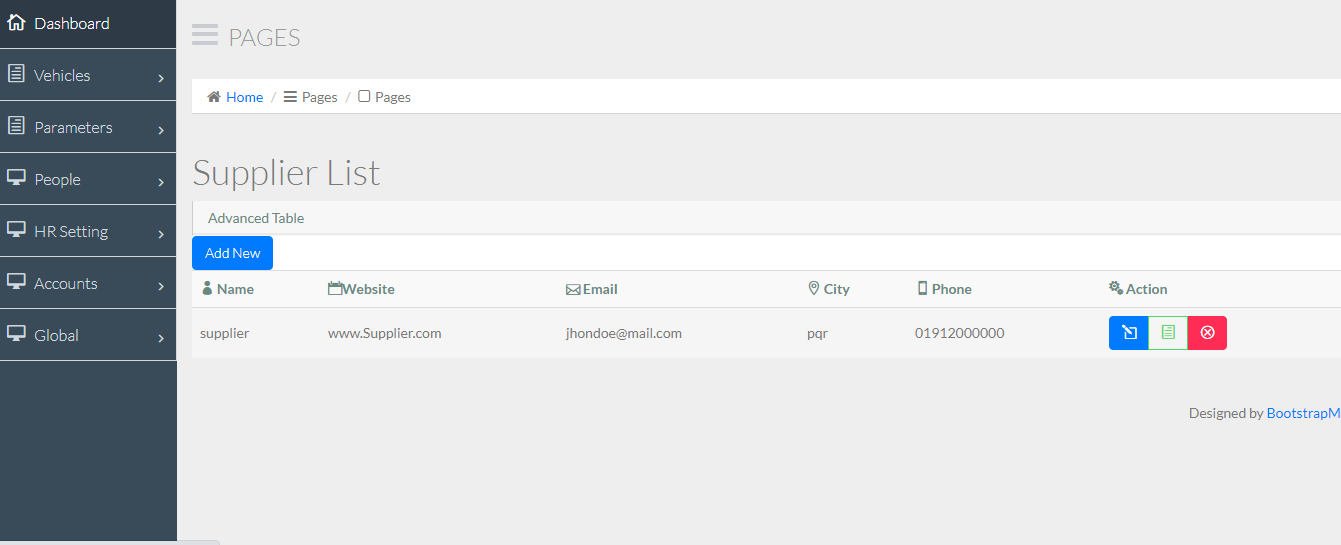 Dashboard
Vehicles
Parameters
People
HR Setting
Accounts
Global
PAGES
Home / Pages / Pages
Supplier List
Advanced Table
Add New
Name Website Email City Phone Action
supplier www.Supplier.com jhondoe@mail.com pqr 01912000000
Designed by BootstrapM